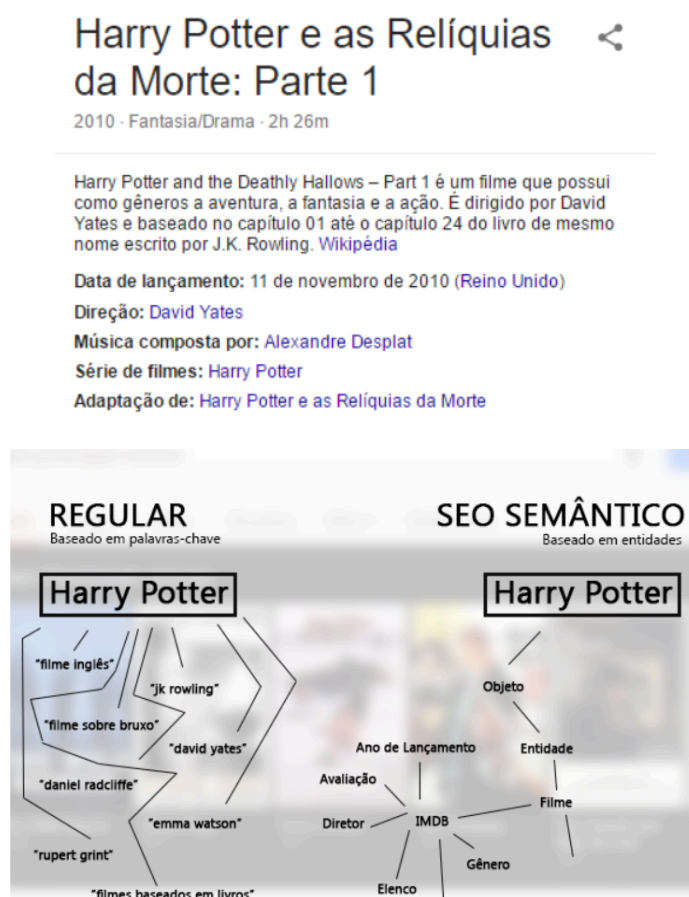 Harry Potter e as Relíquias
da Morte: Parte 1
2010 · Fantasia/Drama · 2h 26m
Harry Potter and the Deathly Hallows – Part 1 é um filme que possui
como gêneros a aventura, a fantasia e a ação. É dirigido por David
Yates e baseado no capítulo 01 até o capítulo 24 do livro de mesmo
nome escrito por J.K. Rowling. Wikipédia
Data de lançamento: 11 de novembro de 2010 (Reino Unido)
Direção: David Yates
Música composta por: Alexandre Desplat
Série de filmes: Harry Potter
Adaptação de: Harry Potter e as Relíquias da Morte
REGULAR
Baseado em palavras-chave
Harry Potter
"filme inglês"
"jk rowling"
"filme sobre bruxo"
"david yates"
"daniel radcliffe"
"emma watson"
"rupert grint"
"filmes baseados em livros"
SEO SEMÂNTICO
Baseado em entidades
Harry Potter
Objeto
Ano de Lançamento
Entidade
Avaliação
Filme
Diretor
IMDB
Gênero
Elenco